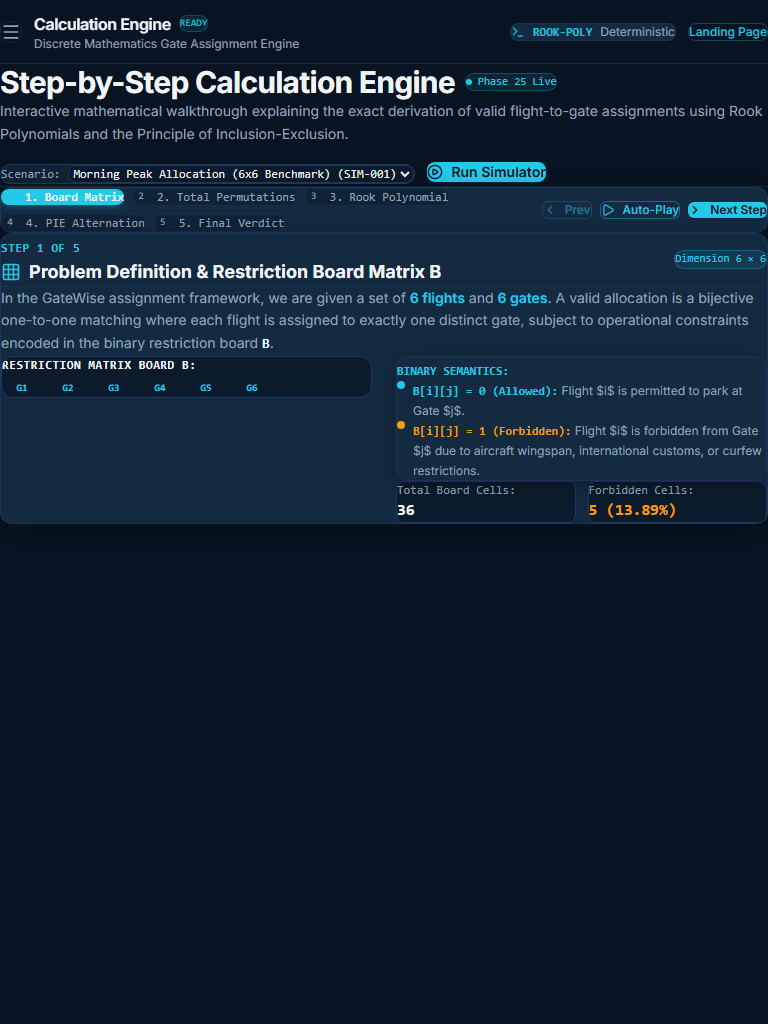 Calculation Engine READY
Discrete Mathematics Gate Assignment Engine
>_ ROOK-POLY Deterministic
Landing Page
Step-by-Step Calculation Engine
Phase 25 Live
Interactive mathematical walkthrough explaining the exact derivation of valid flight-to-gate assignments using Rook
Polynomials and the Principle of Inclusion-Exclusion.
Scenario: Morning Peak Allocation (6x6 Benchmark) (SIM-001)
Run Simulator
1. Board Matrix
2 2. Total Permutations
3 3. Rook Polynomial
4 4. PIE Alternation
5 5. Final Verdict
Prev
Auto-Play
Next Step
STEP 1 OF 5
Problem Definition & Restriction Board Matrix B
Dimension 6 × 6
In the GateWise assignment framework, we are given a set of 6 flights and 6 gates. A valid allocation is a bijective
one-to-one matching where each flight is assigned to exactly one distinct gate, subject to operational constraints
encoded in the binary restriction board B.
RESTRICTION MATRIX BOARD B:
G1 G2 G3 G4 G5 G6
BINARY SEMANTICS:
B[i][j] = 0 (Allowed): Flight $i$ is permitted to park at
Gate $j$.
B[i][j] = 1 (Forbidden): Flight $i$ is forbidden from Gate
$j$ due to aircraft wingspan, international customs, or curfew
restrictions.
Total Board Cells:
36
Forbidden Cells:
5 (13.89%)